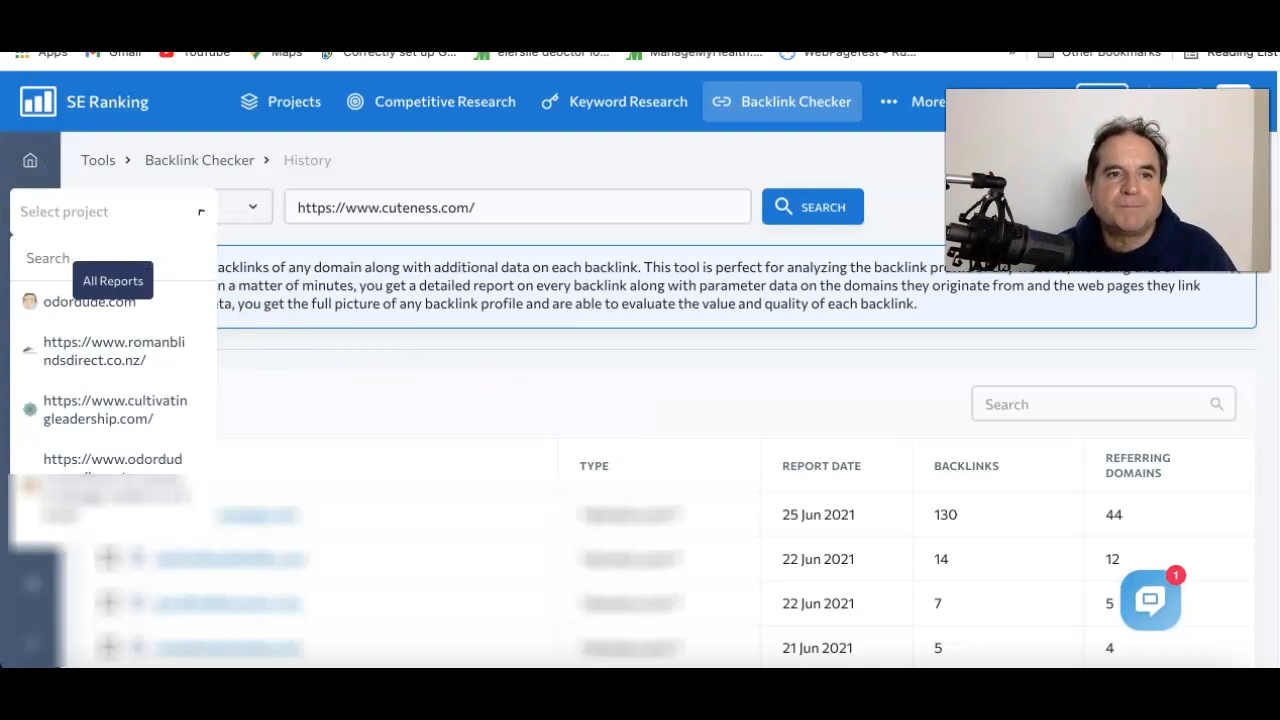 Apps Gmail YouTube Maps Correctly set up G... ManageMyHealth.... WebPageTest - Ru... » Other Bookmarks Reading List
SE Ranking Projects Competitive Research Keyword Research Backlink Checker ••• More
Tools > Backlink Checker > History
Select project
https://www.cuteness.com/ SEARCH
Search
All Reports
acklinks of any domain along with additional data on each backlink. This tool is perfect for analyzing the backlink
n a matter of minutes, you get a detailed report on every backlink along with parameter data on the domains they originate from and the web pages they link
ta, you get the full picture of any backlink profile and are able to evaluate the value and quality of each backlink.
odordude.com
https://www.romanbli
ndsdirect.co.nz/
https://www.cultivatin
gleadership.com/
https://www.odordud
Search
TYPE REPORT DATE BACKLINKS REFERRING
DOMAINS
25 Jun 2021 130 44
22 Jun 2021 14 12
22 Jun 2021 7 5
21 Jun 2021 5 4
1